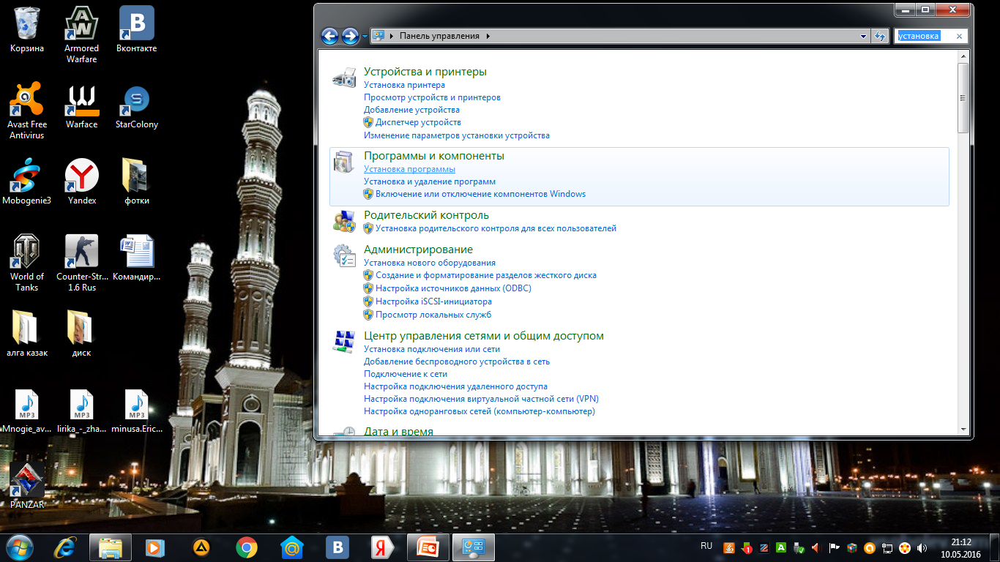 Корзина
Armored
Warfare
Вконтакте
Avast Free
Antivirus
Warface
StarColony
Mobogenie3
Yandex
фотки
World of
Tanks
Counter-Str...
1.6 Rus
Командир...
алга казак
диск
MP3
MP3
MP3
Mnogie_av...
lirika_-_zha...
minusa.Eric...
PANZAR
Панель управления
установка
Устройства и принтеры
Установка принтера
Просмотр устройств и принтеров
Добавление устройства
Диспетчер устройств
Изменение параметров установки устройства
Программы и компоненты
Установка программы
Установка и удаление программ
Включение или отключение компонентов Windows
Родительский контроль
Установка родительского контроля для всех пользователей
Администрирование
Установка нового оборудования
Создание и форматирование разделов жесткого диска
Настройка источников данных (ODBC)
Настройка iSCSI-инициатора
Просмотр локальных служб
Центр управления сетями и общим доступом
Установка подключения или сети
Добавление беспроводного устройства в сеть
Подключение к сети
Настройка подключения удаленного доступа
Настройка подключения виртуальной частной сети (VPN)
Настройка одноранговых сетей (компьютер-компьютер)
Дата и время
RU
21:12
10.05.2016